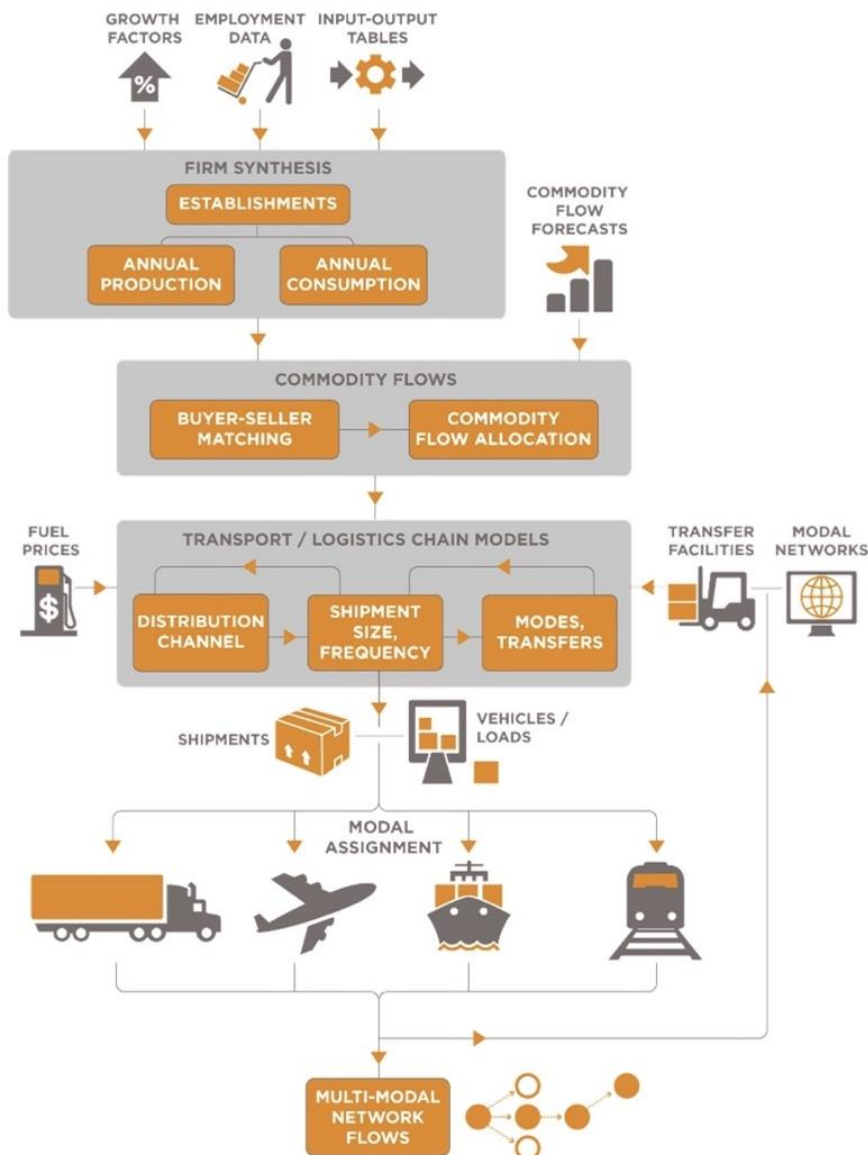 GROWTH
FACTORS
EMPLOYMENT
DATA
INPUT-OUTPUT
TABLES
%
FIRM SYNTHESIS
ESTABLISHMENTS
ANNUAL
PRODUCTION
ANNUAL
CONSUMPTION
COMMODITY
FLOW
FORECASTS
COMMODITY FLOWS
BUYER-SELLER
MATCHING
COMMODITY
FLOW ALLOCATION
FUEL
PRICES
$
TRANSPORT / LOGISTICS CHAIN MODELS
DISTRIBUTION
CHANNEL
SHIPMENT
SIZE,
FREQUENCY
MODES,
TRANSFERS
TRANSFER
FACILITIES
MODAL
NETWORKS
SHIPMENTS
VEHICLES /
LOADS
MODAL
ASSIGNMENT
MULTI-MODAL
NETWORK
FLOWS